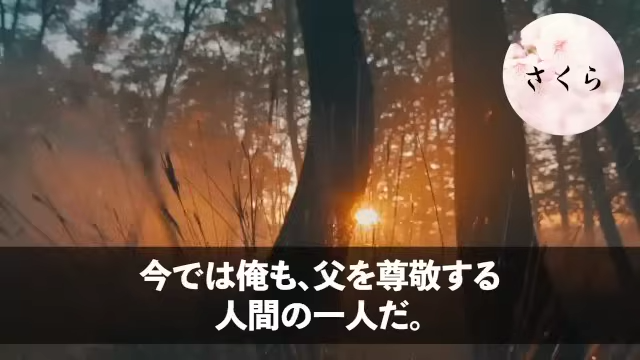 さくら
今では俺も、父を尊敬する
人間の一人だ。